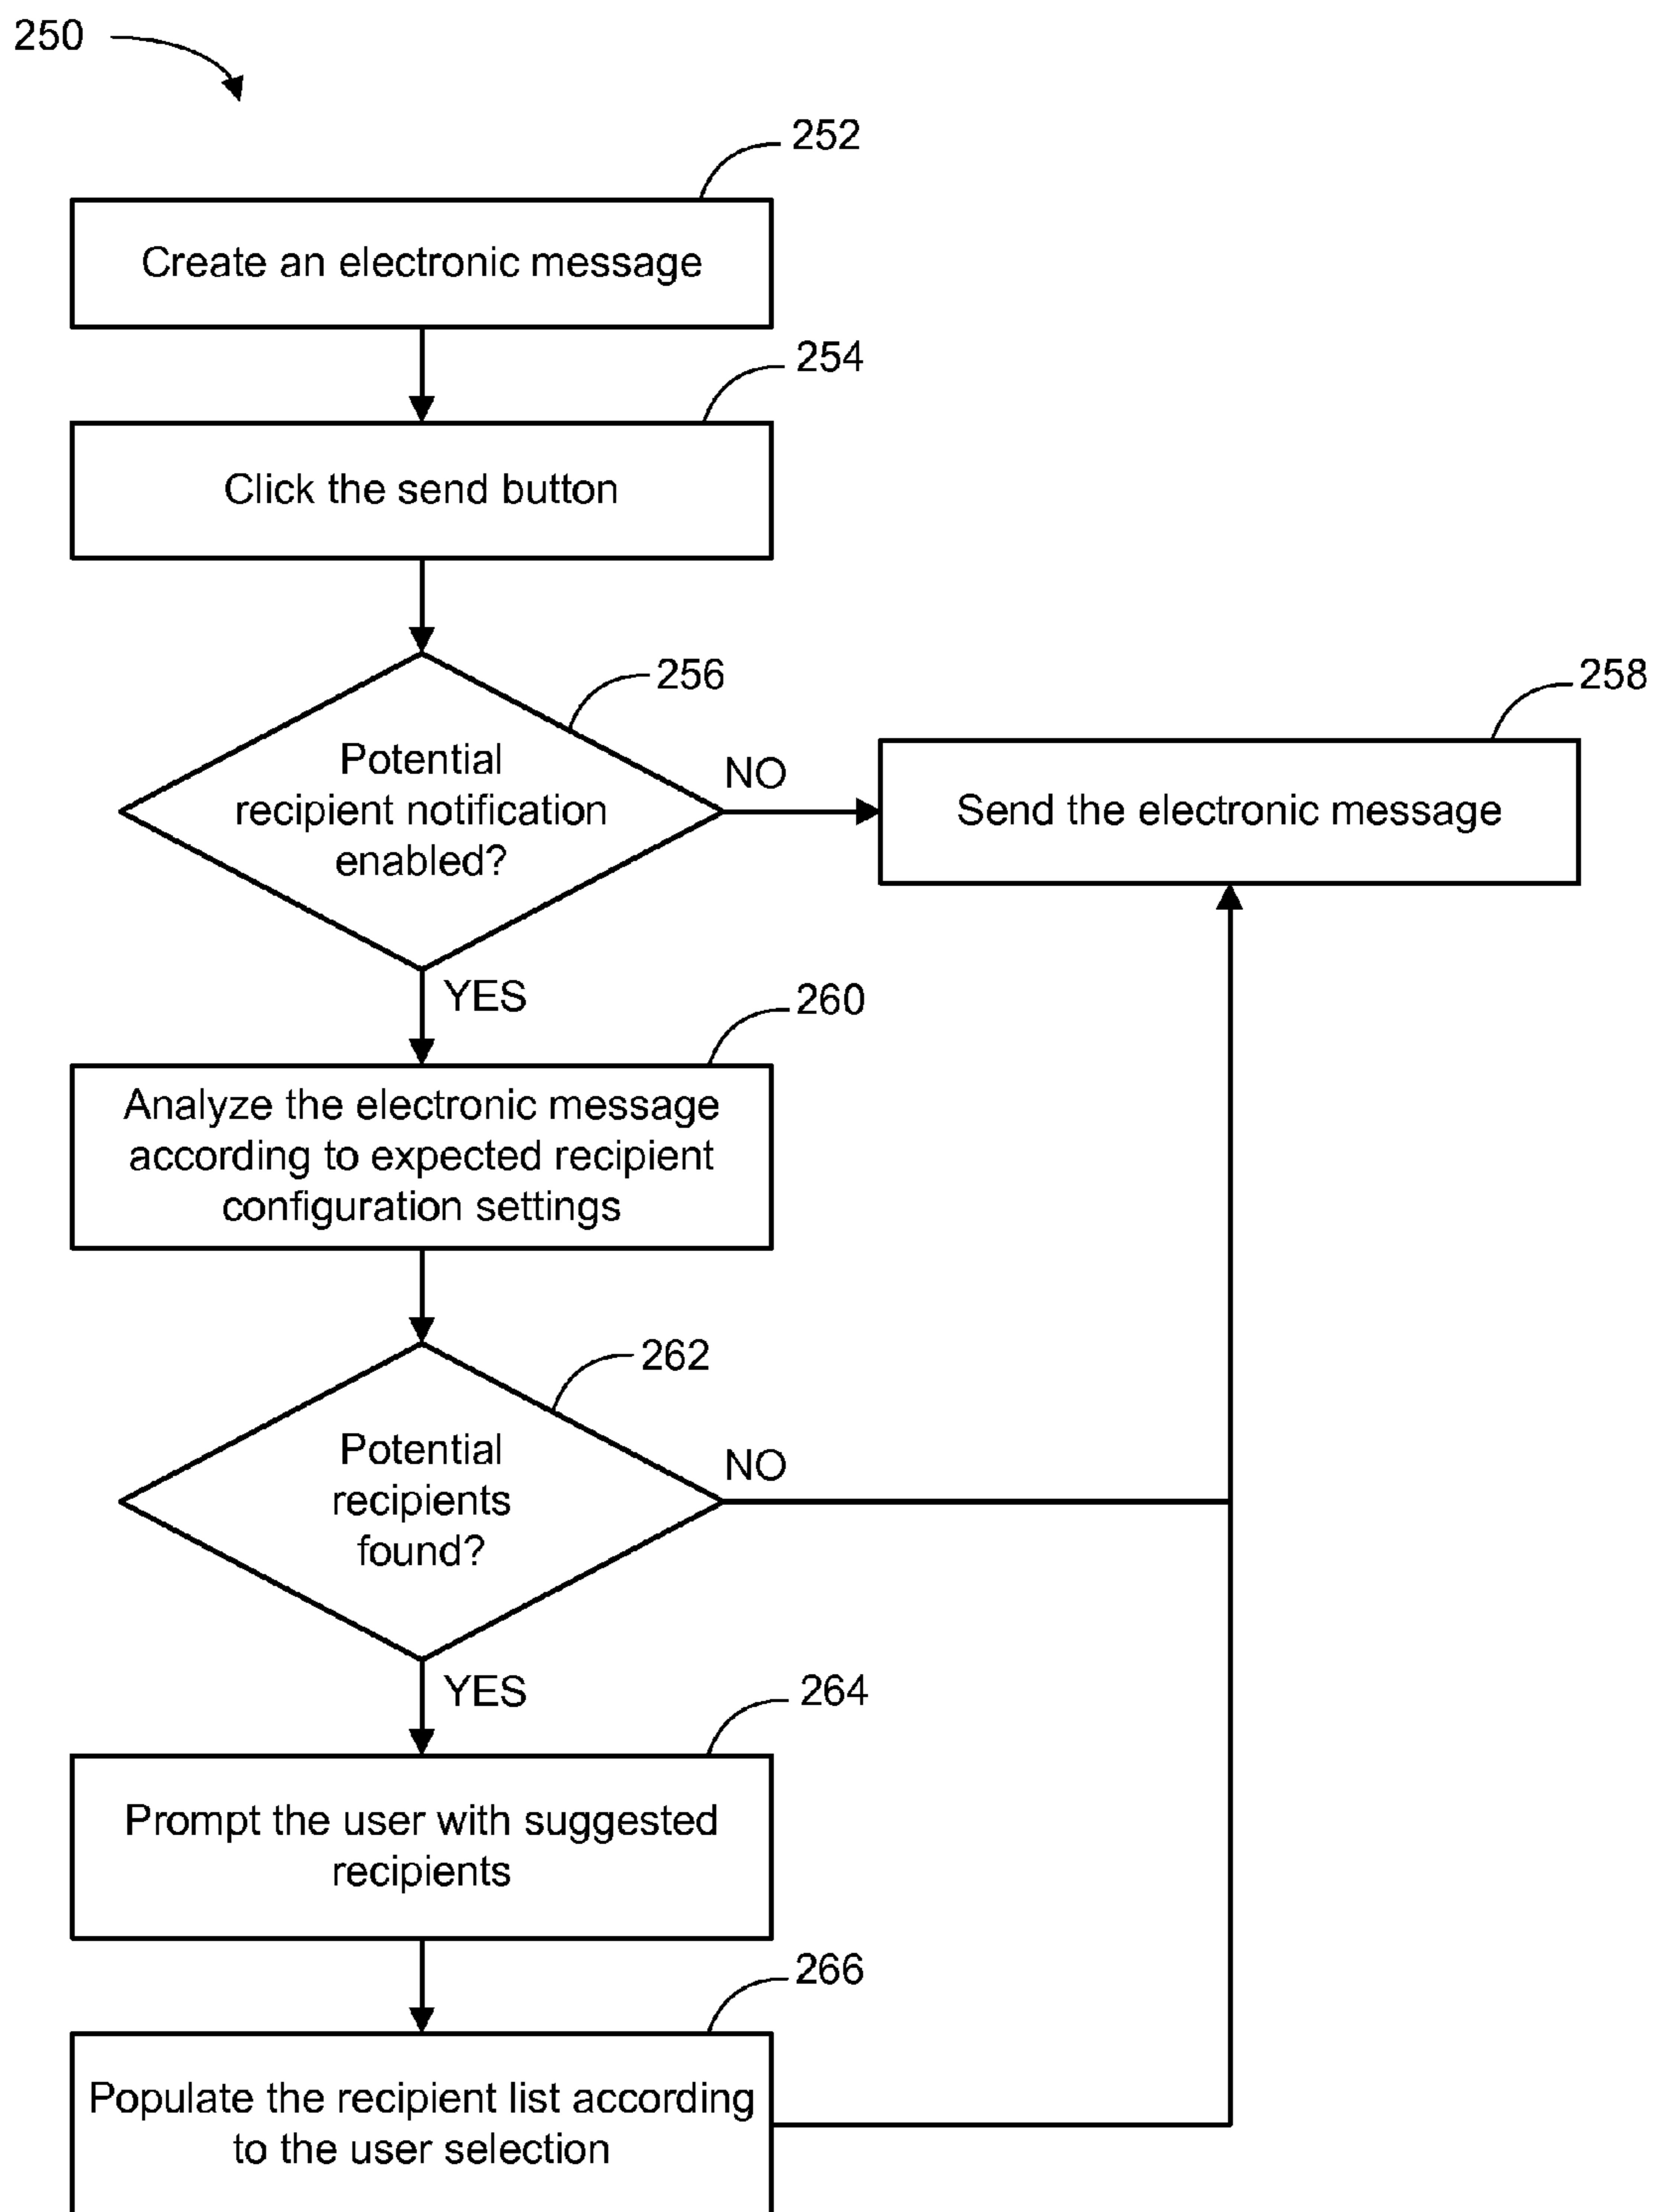 250
252
Create an electronic message
254
Click the send button
256
258
Potential
recipient notification
enabled?
NO
Send the electronic message
YES
260
Analyze the electronic message
according to expected recipient
configuration settings
262
Potential
recipients
found?
NO
YES
264
Prompt the user with suggested
recipients
266
Populate the recipient list according
to the user selection